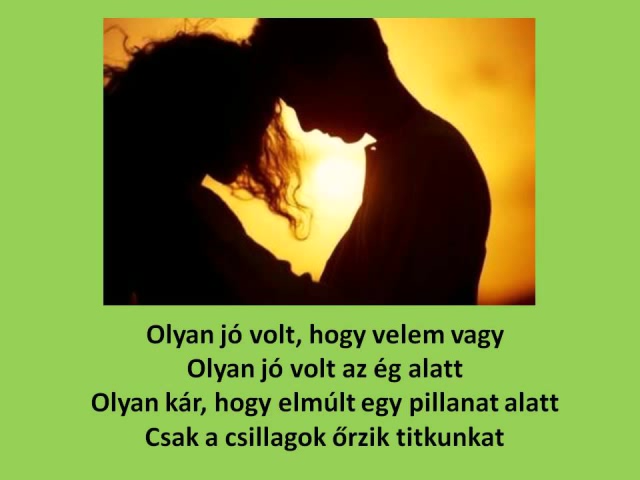 Olyan jó volt, hogy velem vagy
Olyan jó volt az ég alatt
Olyan kár, hogy elmúlt egy pillanat alatt
Csak a csillagok őrzik titkunkat